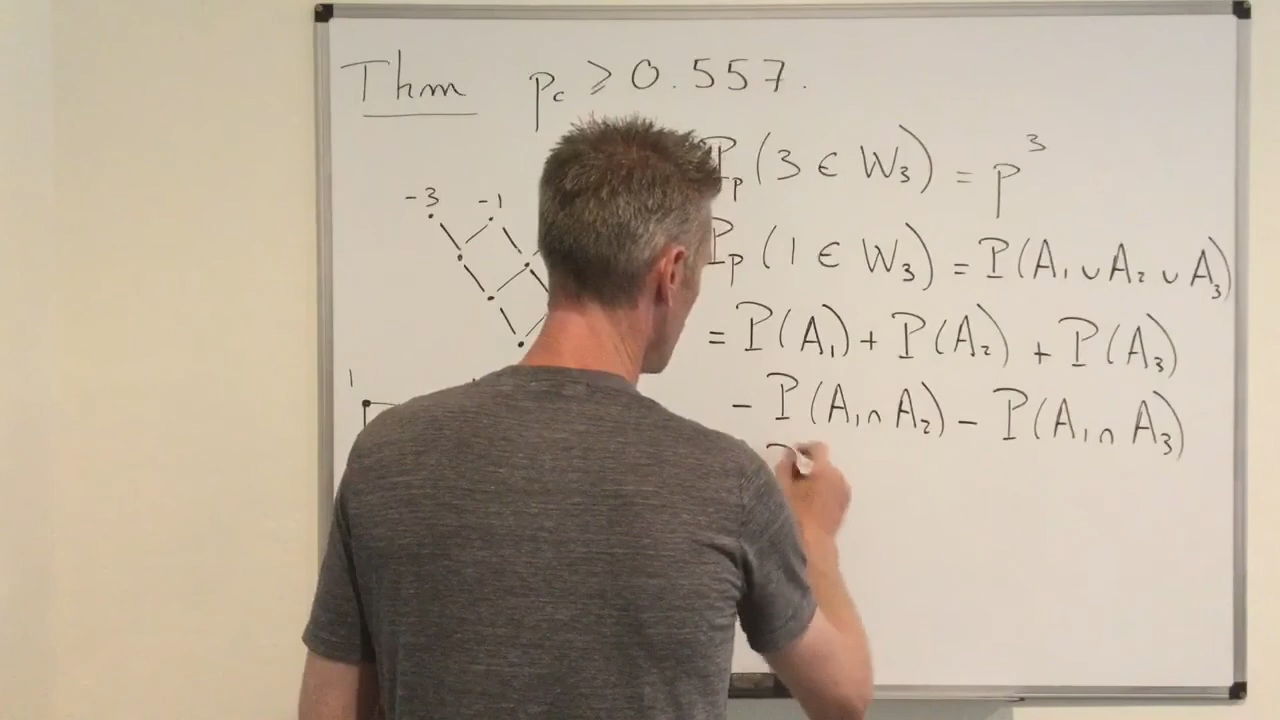 Thm p_c ≥ 0.557.
P_p (3 ∈ W_3) = p^3
-3 -1
P_p (1 ∈ W_3) = P(A_1 ∪ A_2 ∪ A_3)
= P(A_1) + P(A_2) + P(A_3)
1
- P(A_1 ∩ A_2) - P(A_1 ∩ A_3)